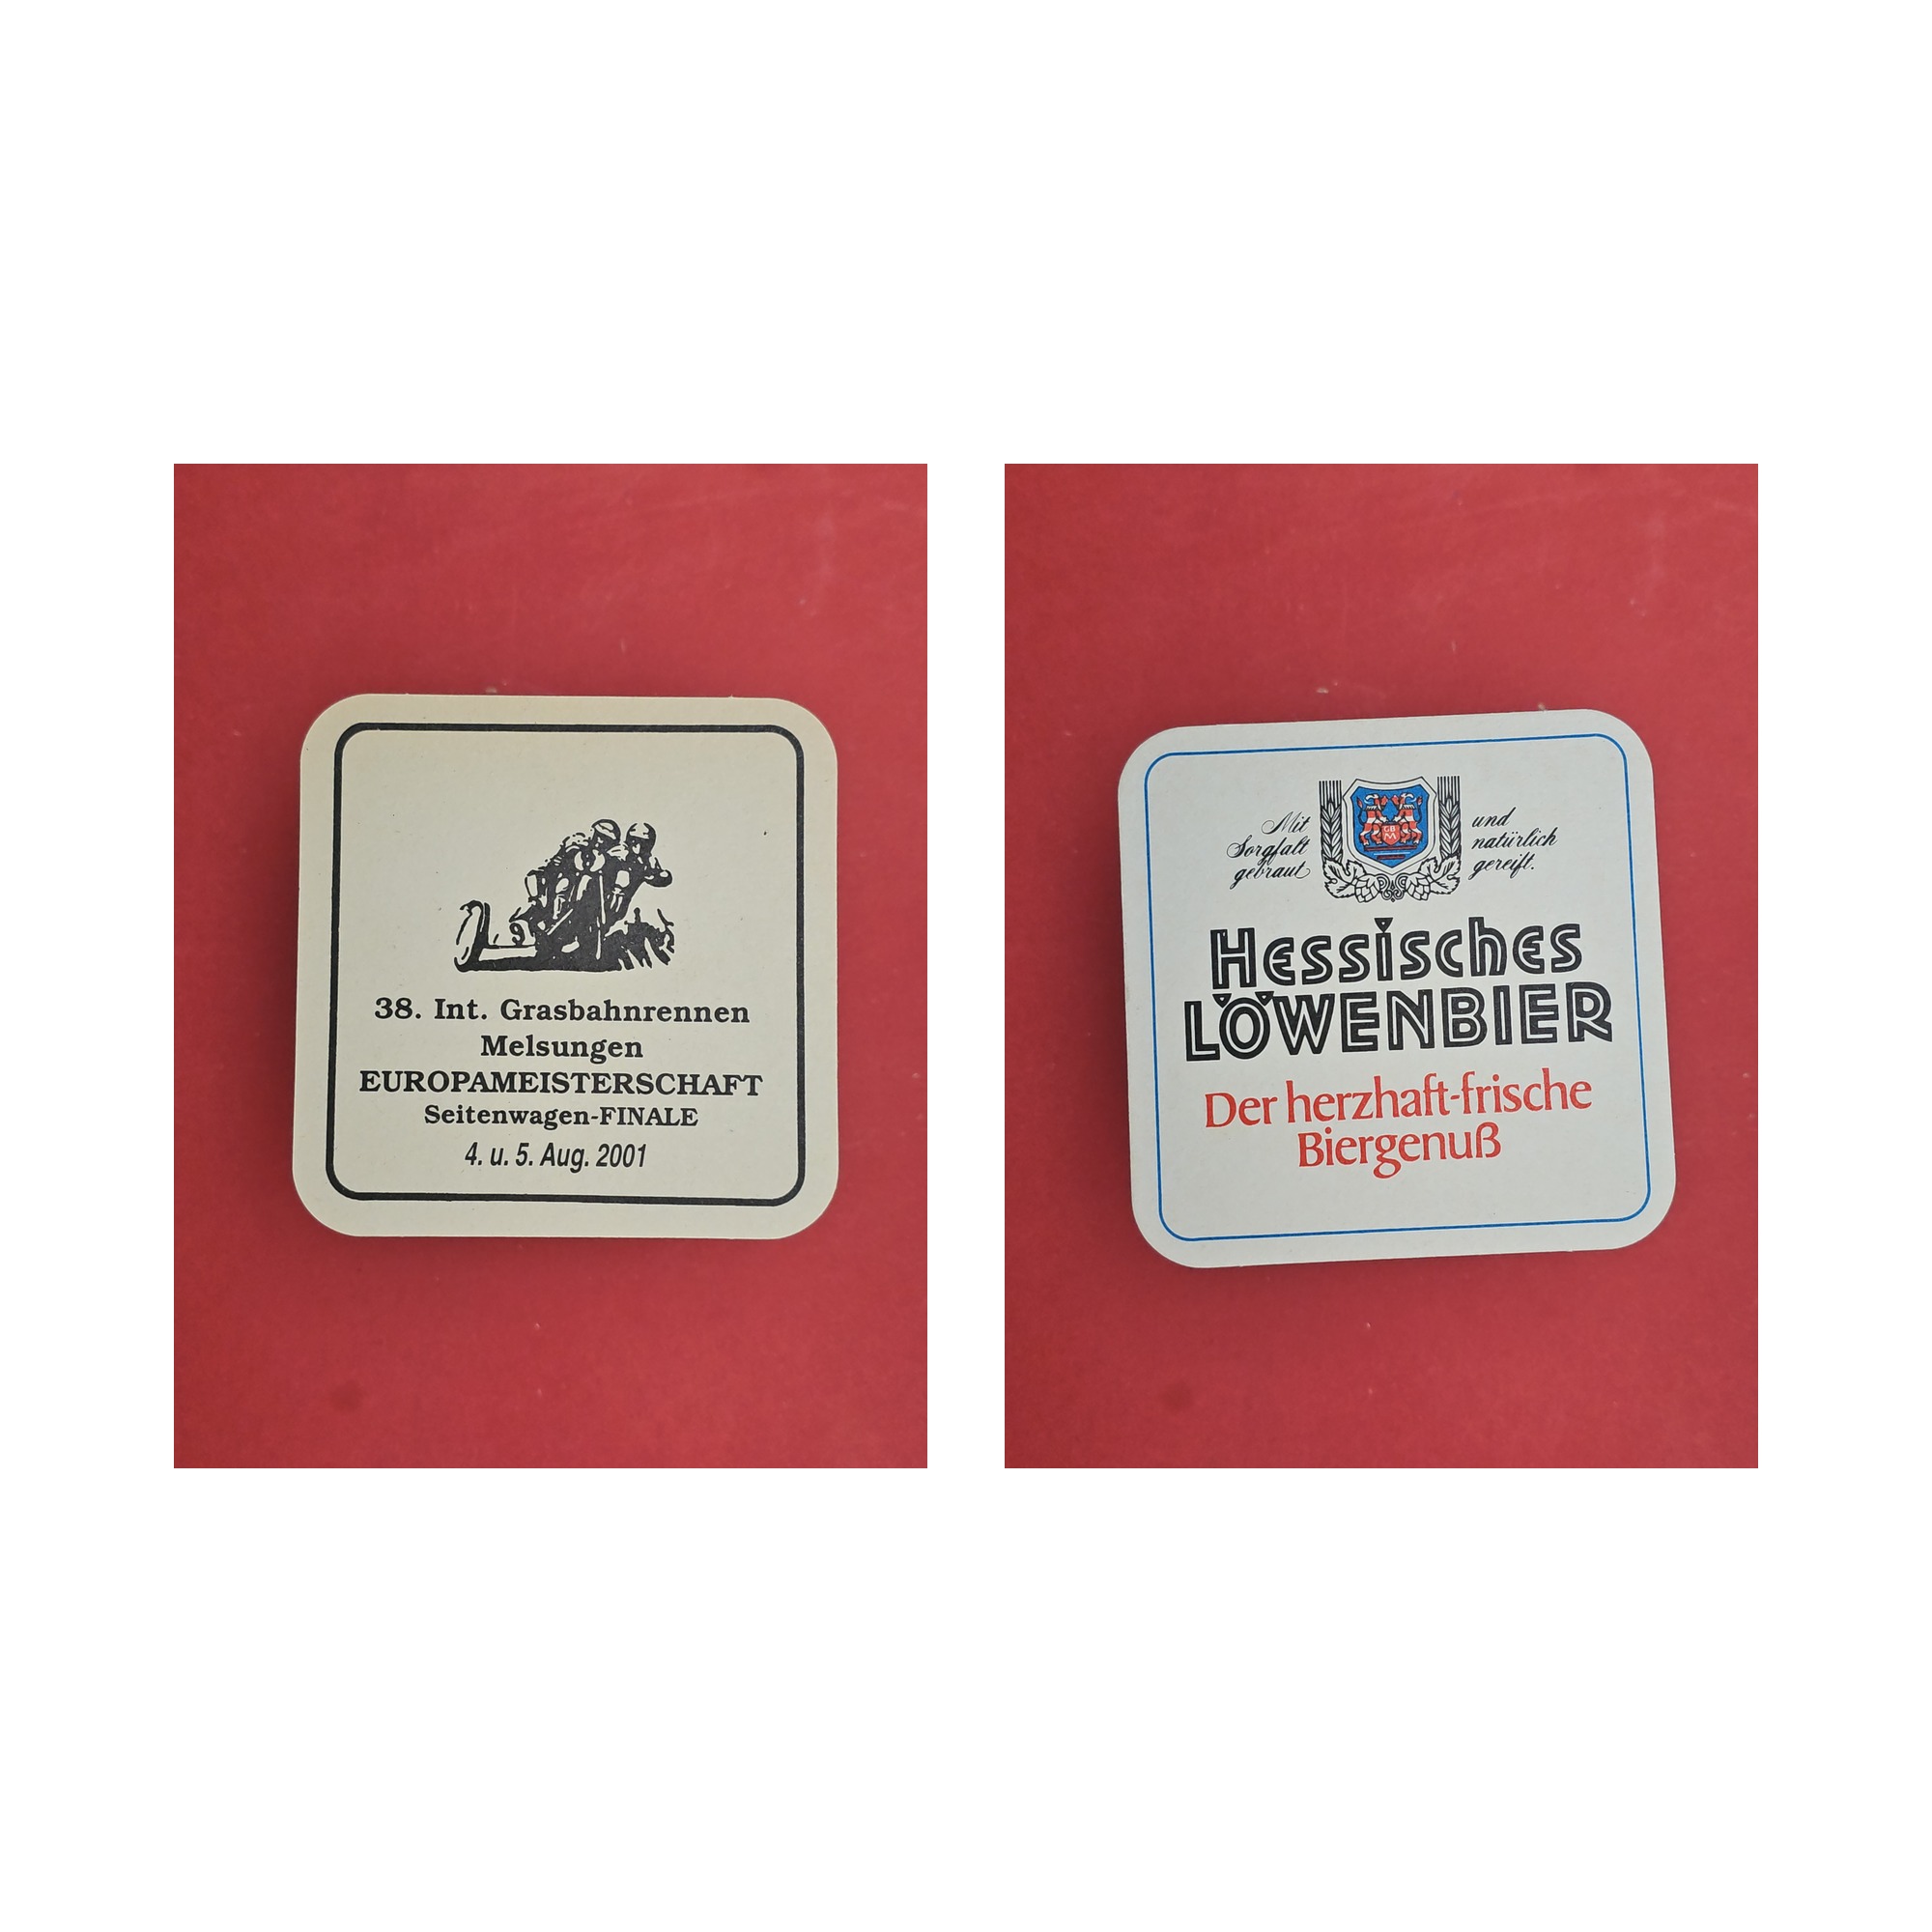 38. Int. Grasbahnrennen
Melsungen
EUROPAMEISTERSCHAFT
Seitenwagen-FINALE
4. u. 5. Aug. 2001
Mit
Sorgfalt
gebraut
und
natürlich
gereift.
GB
M
Hessisches
LÖWENBIER
Der herzhaft-frische
Biergenuß